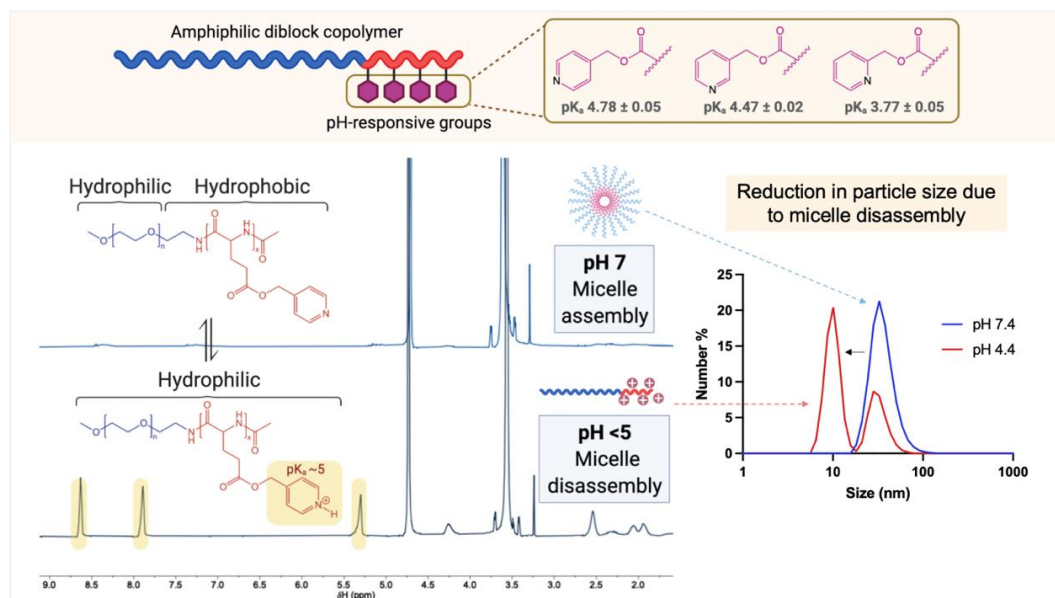 Amphiphilic diblock copolymer
pH-responsive groups
O
O
N
pKₐ 4.78 ± 0.05
O
O
N
pKₐ 4.47 ± 0.02
O
O
N
pKₐ 3.77 ± 0.05
Hydrophilic
Hydrophobic
O
O
n
N
H
O
H
N
x
O
O
O
N
Hydrophilic
O
O
n
N
H
O
H
N
x
O
O
O
pKₐ ~5
N
⊕
H
pH 7
Micelle
assembly
pH <5
Micelle
disassembly
Reduction in particle size due
to micelle disassembly
Number %
25
20
15
10
5
0
1
10
100
1000
Size (nm)
pH 7.4
pH 4.4
9.0
8.5
8.0
7.5
7.0
6.5
6.0
5.5
5.0
4.5
4.0
3.5
3.0
2.5
2.0
δH (ppm)